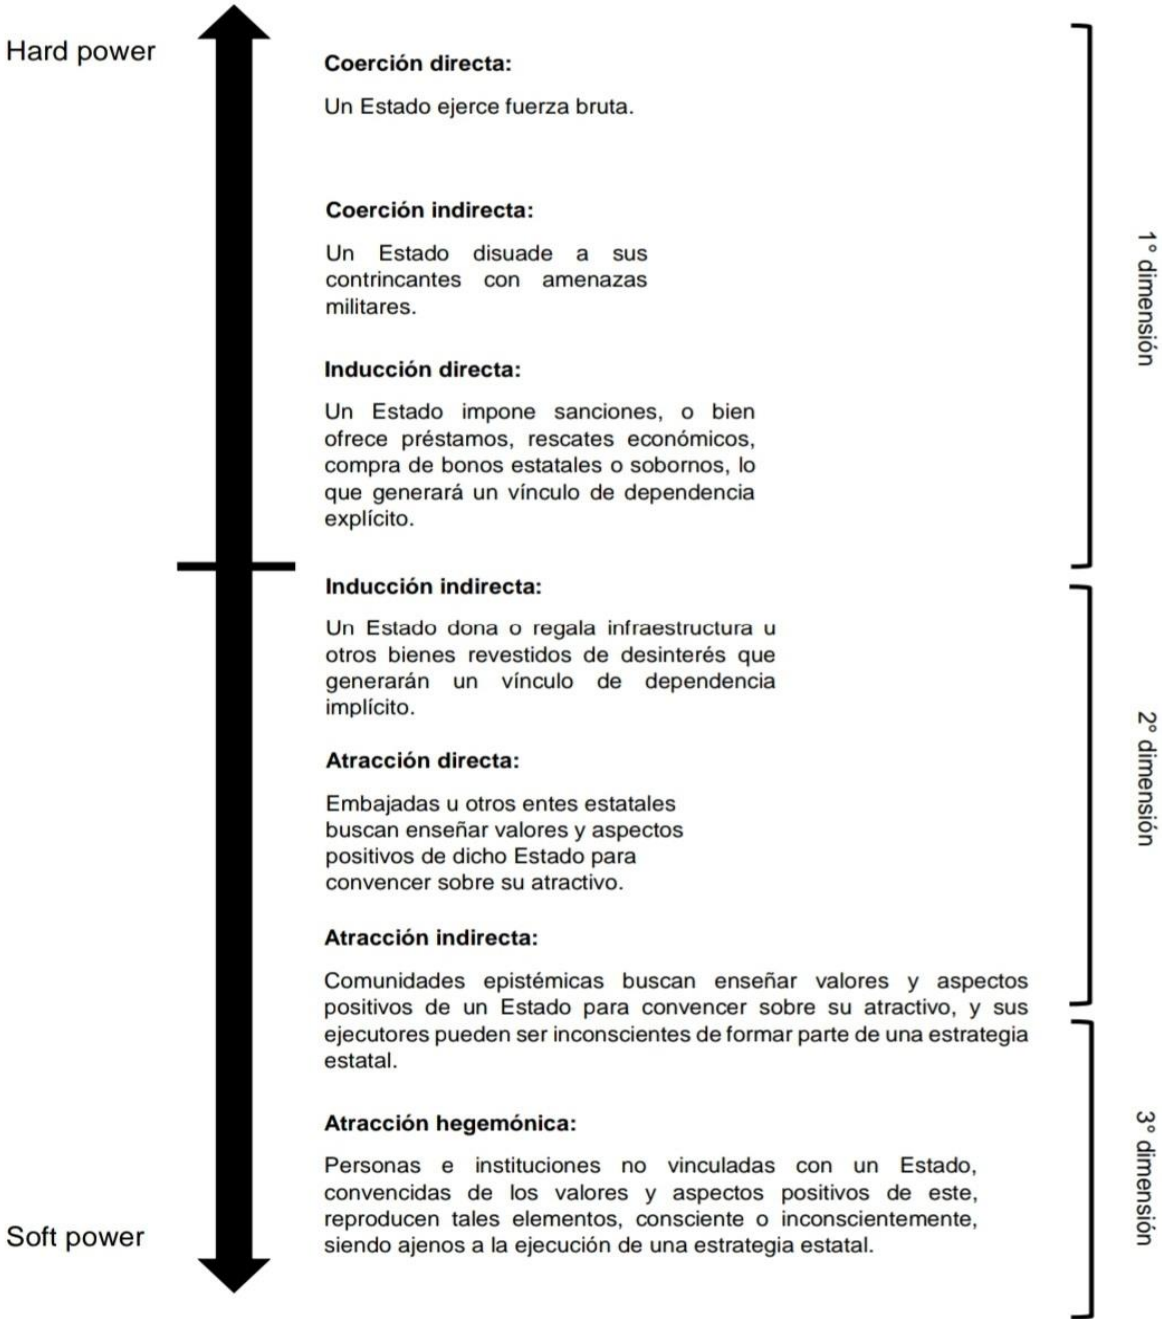 Hard power
Coerción directa:
Un Estado ejerce fuerza bruta.
Coerción indirecta:
Un Estado disuade a sus
contrincantes con amenazas
militares.
Inducción directa:
Un Estado impone sanciones, o bien
ofrece préstamos, rescates económicos,
compra de bonos estatales o sobornos, lo
que generará un vínculo de dependencia
explícito.
1° dimensión
Inducción indirecta:
Un Estado dona o regala infraestructura u
otros bienes revestidos de desinterés que
generarán un vínculo de dependencia
implícito.
Atracción directa:
Embajadas u otros entes estatales
buscan enseñar valores y aspectos
positivos de dicho Estado para
convencer sobre su atractivo.
Atracción indirecta:
Comunidades epistémicas buscan enseñar valores y aspectos
positivos de un Estado para convencer sobre su atractivo, y sus
ejecutores pueden ser inconscientes de formar parte de una estrategia
estatal.
2° dimensión
Atracción hegemónica:
Personas e instituciones no vinculadas con un Estado,
convencidas de los valores y aspectos positivos de este,
reproducen tales elementos, consciente o inconscientemente,
siendo ajenos a la ejecución de una estrategia estatal.
3° dimensión
Soft power